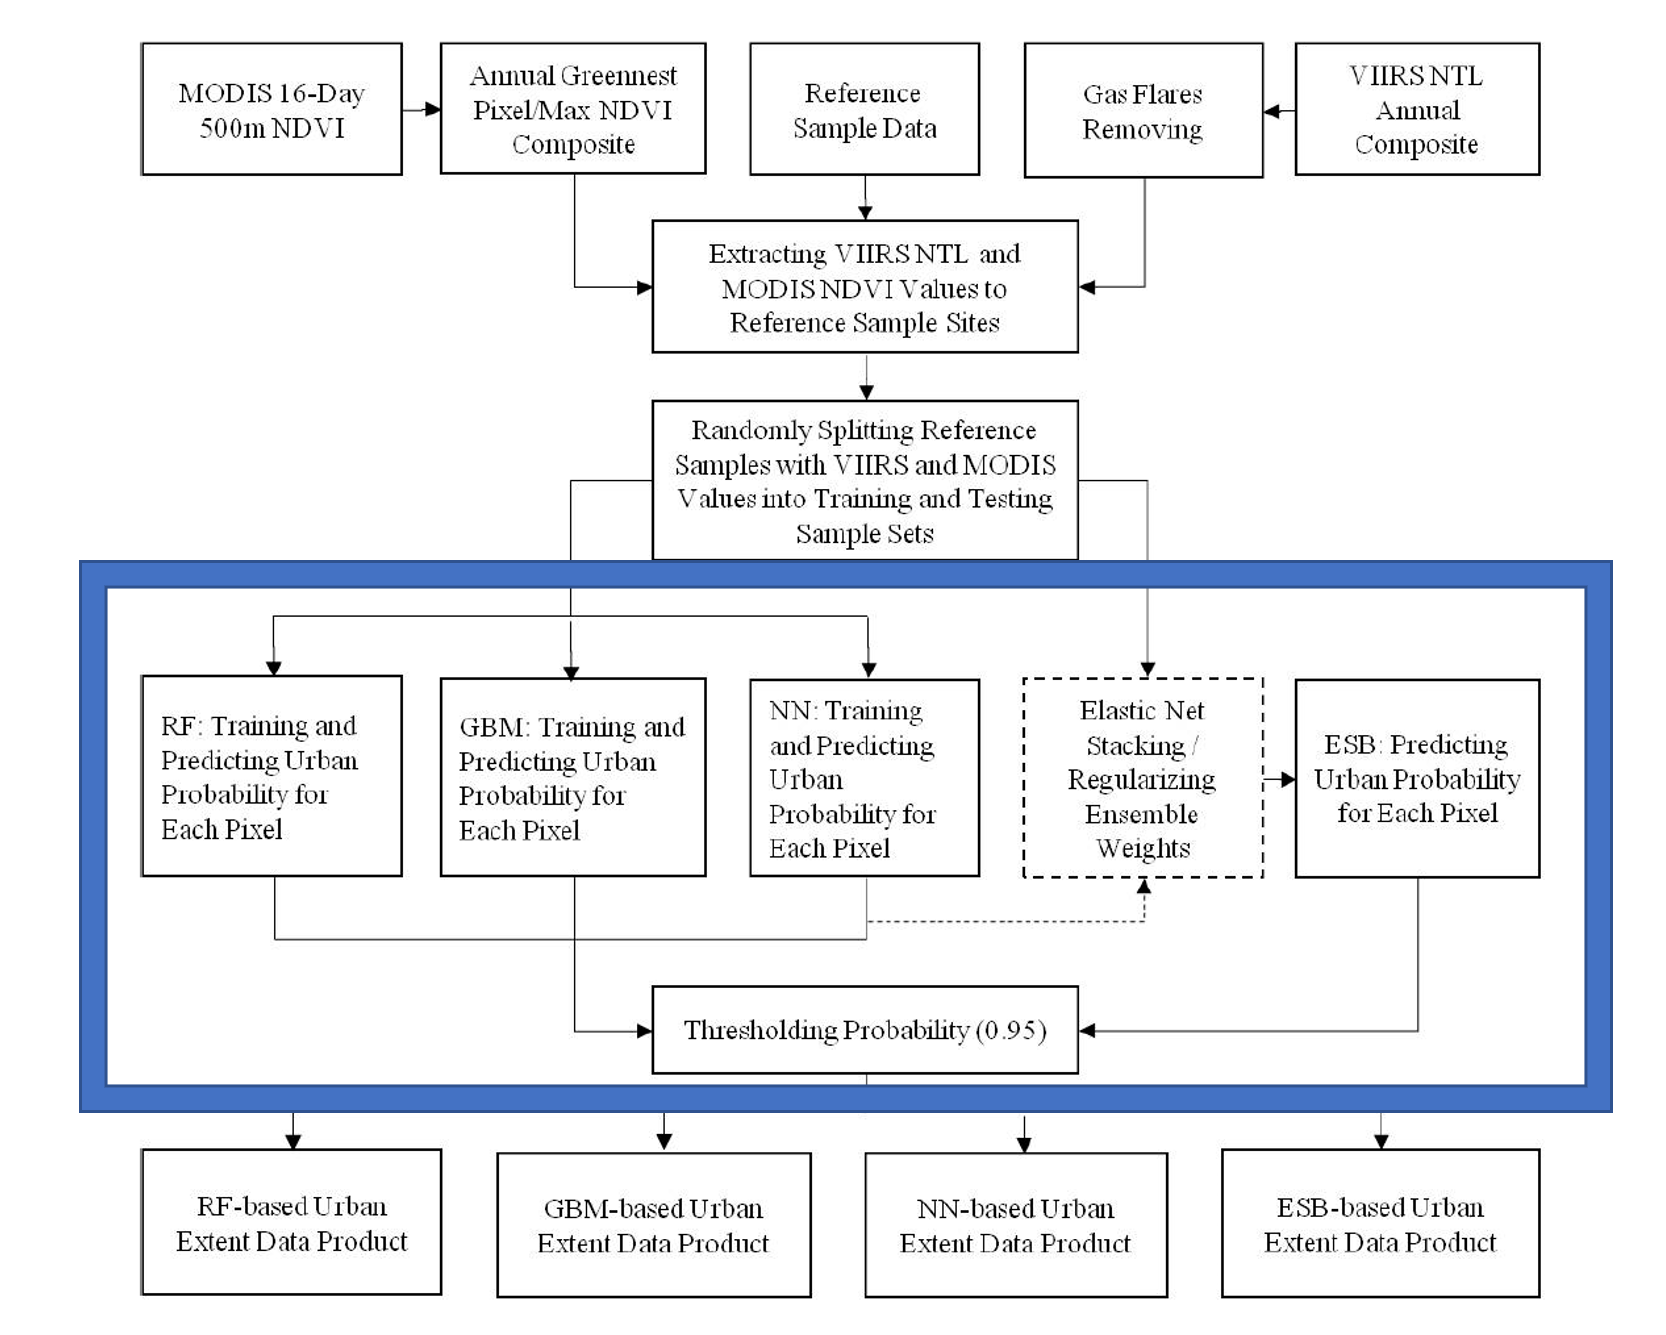 MODIS 16-Day
500m NDVI
Annual Greennest
Pixel/Max NDVI
Composite
Reference
Sample Data
Gas Flares
Removing
VIIRS NTL
Annual
Composite
Extracting VIIRS NTL and
MODIS NDVI Values to
Reference Sample Sites
Randomly Splitting Reference
Samples with VIIRS and MODIS
Values into Training and Testing
Sample Sets
RF: Training and
Predicting Urban
Probability for
Each Pixel
GBM: Training and
Predicting Urban
Probability for
Each Pixel
NN: Training
and Predicting
Urban
Probability for
Each Pixel
Elastic Net
Stacking /
Regularizing
Ensemble
Weights
ESB: Predicting
Urban Probability
for Each Pixel
Thresholding Probability (0.95)
RF-based Urban
Extent Data Product
GBM-based Urban
Extent Data Product
NN-based Urban
Extent Data Product
ESB-based Urban
Extent Data Product